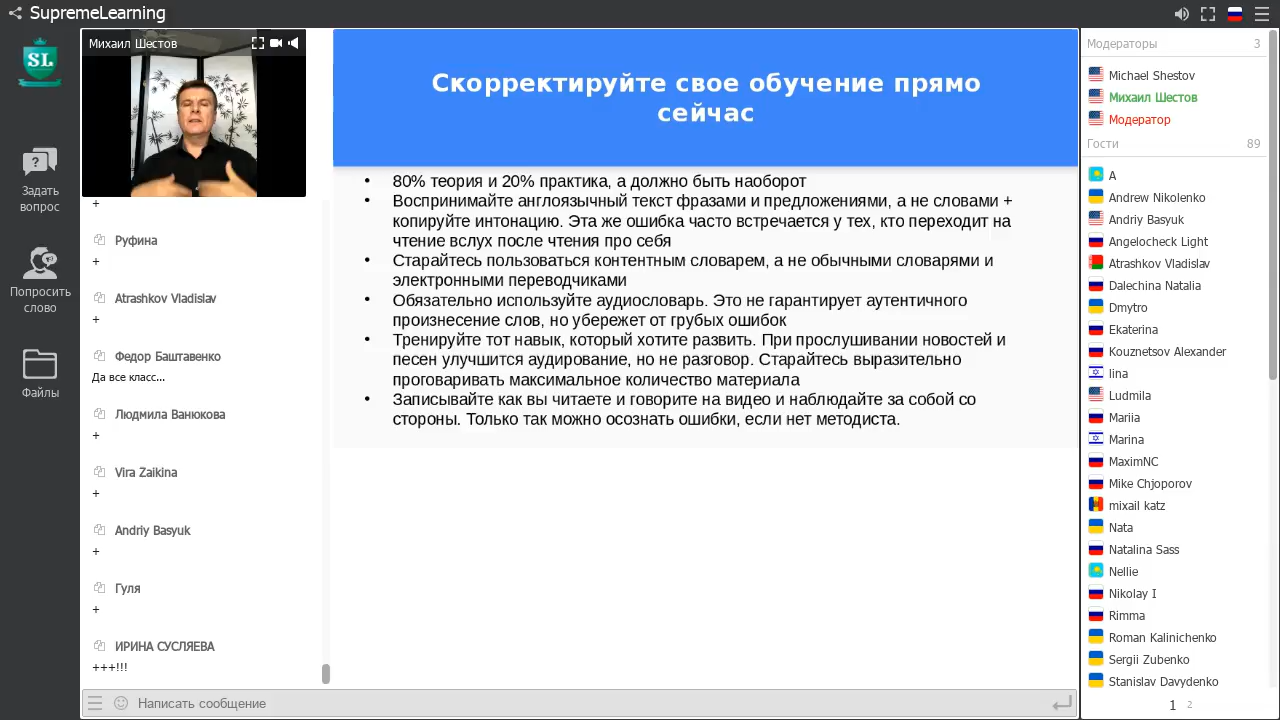 SupremeLearning
SL
Задать
вопрос
Попросить
слово
Файлы
Михаил Шестов
+
Руфина
+
Atrashkov Vladislav
+
Федор Баштавенко
Да все класс...
Людмила Ванюкова
+
Vira Zaikina
+
Andriy Basyuk
+
Гуля
+
ИРИНА СУСЛЯЕВА
+++!!!
Написать сообщение
Скорректируйте свое обучение прямо
сейчас
• 80% теория и 20% практика, а должно быть наоборот
• Воспринимайте англоязычный текст фразами и предложениями, а не словами +
копируйте интонацию. Эта же ошибка часто встречается у тех, кто переходит на
чтение вслух после чтения про себя
• Старайтесь пользоваться контентным словарем, а не обычными словарями и
электронными переводчиками
• Обязательно используйте аудиословарь. Это не гарантирует аутентичного
произнесение слов, но убережет от грубых ошибок
• Тренируйте тот навык, который хотите развить. При прослушивании новостей и
песен улучшится аудирование, но не разговор. Старайтесь выразительно
проговаривать максимальное количество материала
• Записывайте как вы читаете и говорите на видео и наблюдайте за собой со
стороны. Только так можно осознать ошибки, если нет методиста.
Модераторы 3
Michael Shestov
Михаил Шестов
Модератор
Гости 89
A
Andrew Nikolenko
Andriy Basyuk
Angelocheck Light
Atrashkov Vladislav
Dalechina Natalia
Dmytro
Ekaterina
Kouznetsov Alexander
lina
Ludmila
Mariia
Marina
MaximNC
Mike Chjoporov
mixail katz
Nata
Natalina Sass
Nellie
Nikolay I
Rimma
Roman Kalinichenko
Sergii Zubenko
Stanislav Davydenko
1 2